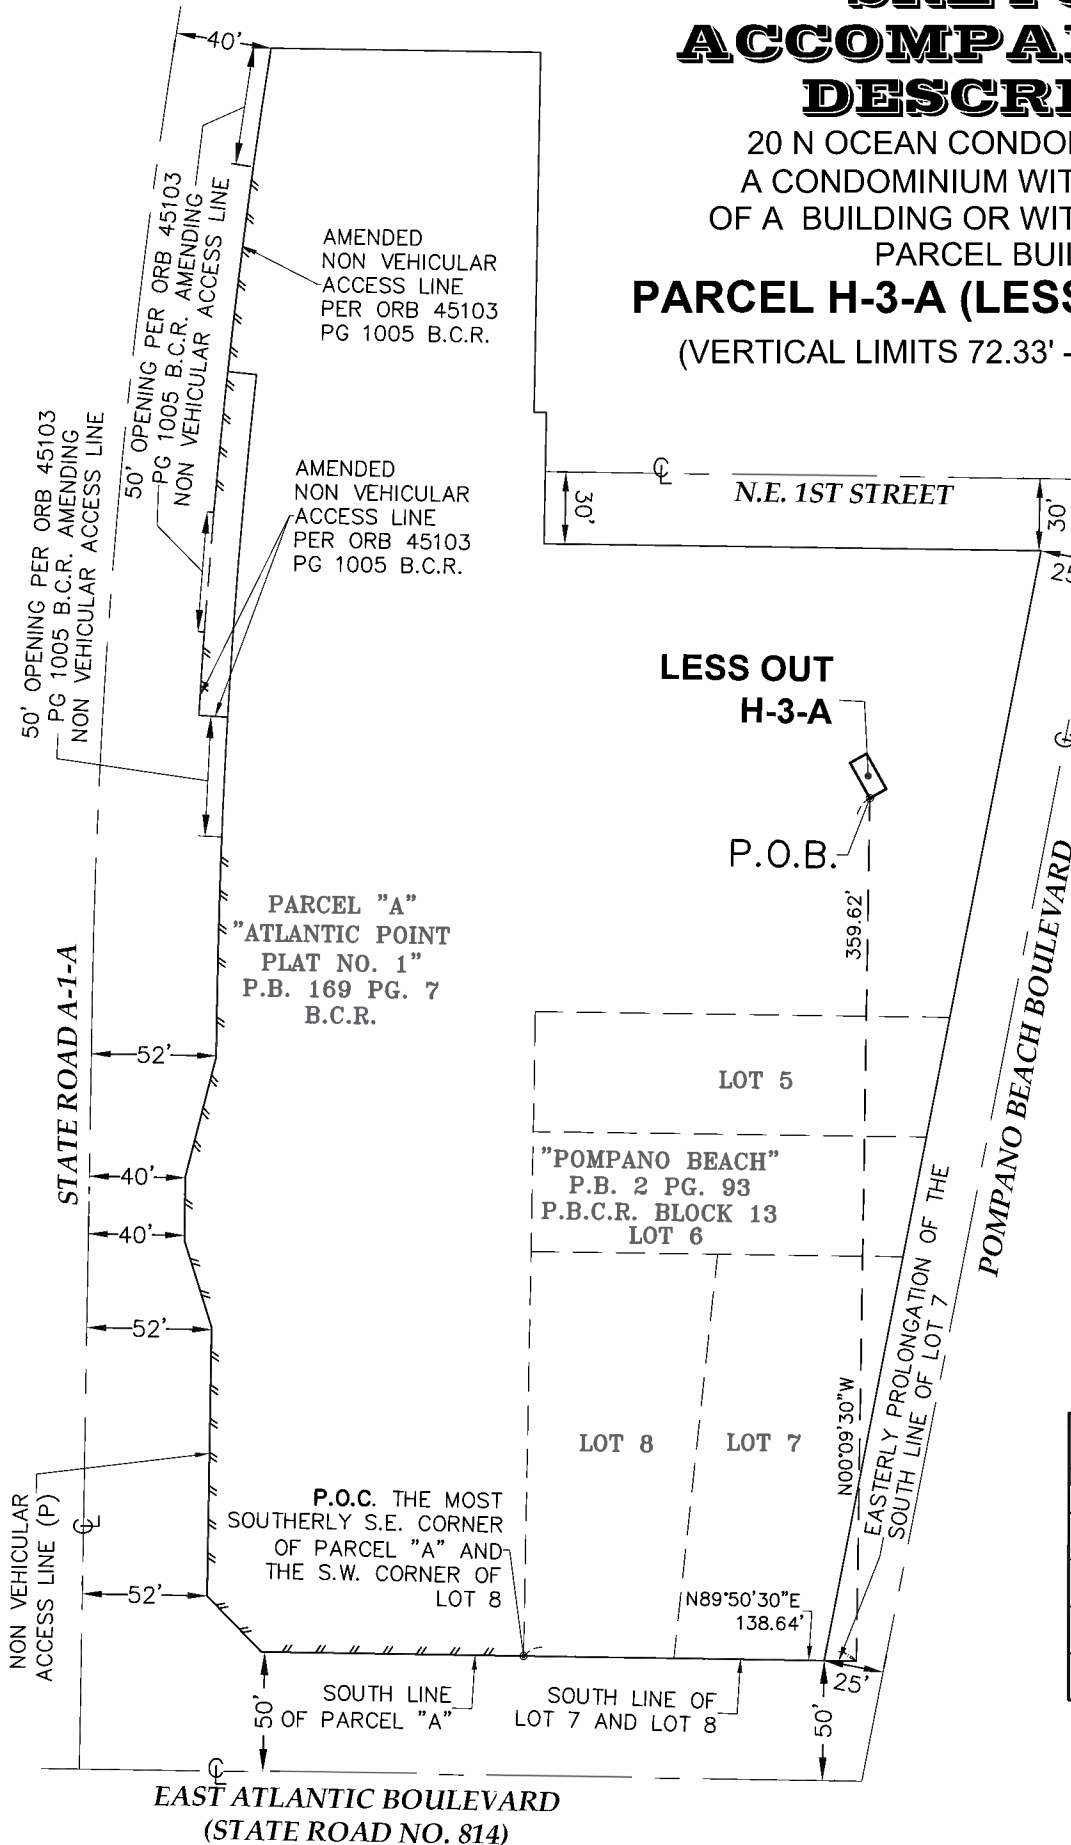 ACCOMPA
DESCRI
20 N OCEAN
A CONDOMINIUM WIT
OF A BUILDING OR WIT
PARCEL BUI
PARCEL H-3-A (LESS
(VERTICAL LIMITS 72.33' -
40'
50' OPENING PER ORB 45103
PG 1005 B.C.R. AMENDING
NON VEHICULAR ACCESS LINE
AMENDED
NON VEHICULAR
ACCESS LINE
PER ORB 45103
PG 1005 B.C.R.
50' OPENING PER ORB 45103
PG 1005 B.C.R. AMENDING
NON VEHICULAR ACCESS LINE
AMENDED
NON VEHICULAR
ACCESS LINE
PER ORB 45103
PG 1005 B.C.R.
N.E. 1ST STREET
30'
30'
25
LESS OUT
H-3-A
P.O.B.
359.62'
PARCEL "A"
"ATLANTIC POINT
PLAT NO. 1"
P.B. 169 PG. 7
B.C.R.
STATE ROAD A-1-A
52'
40'
40'
52'
52'
LOT 5
"POMPANO BEACH"
P.B. 2 PG. 93
P.B.C.R. BLOCK 13
LOT 6
LOT 8
LOT 7
POMPANO BEACH BOULEVARD
EASTERLY PROLONGATION OF THE
SOUTH LINE OF LOT 7
N00°09'30"W
NON VEHICULAR
ACCESS LINE (P)
P.O.C. THE MOST
SOUTHERLY S.E. CORNER
OF PARCEL "A" AND
THE S.W. CORNER OF
LOT 8
N89°50'30"E
138.64'
50'
SOUTH LINE
OF PARCEL "A"
SOUTH LINE OF
LOT 7 AND LOT 8
50'
25'
EAST ATLANTIC BOULEVARD
(STATE ROAD NO. 814)